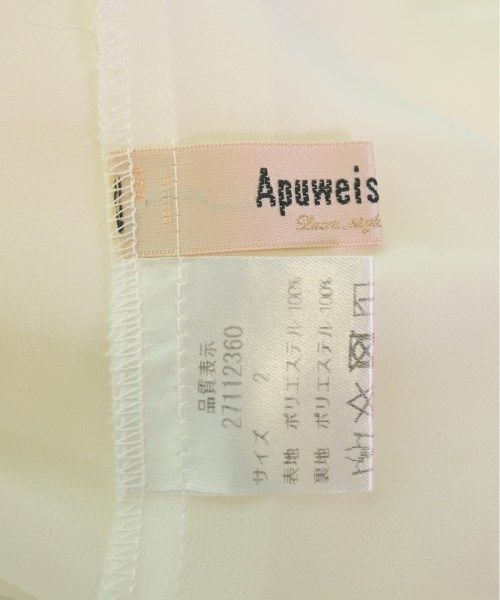 Apuweis
品質表示
27112360
サイズ 2
表地 ポリエステル 100%
裏地 ポリエステル 100%